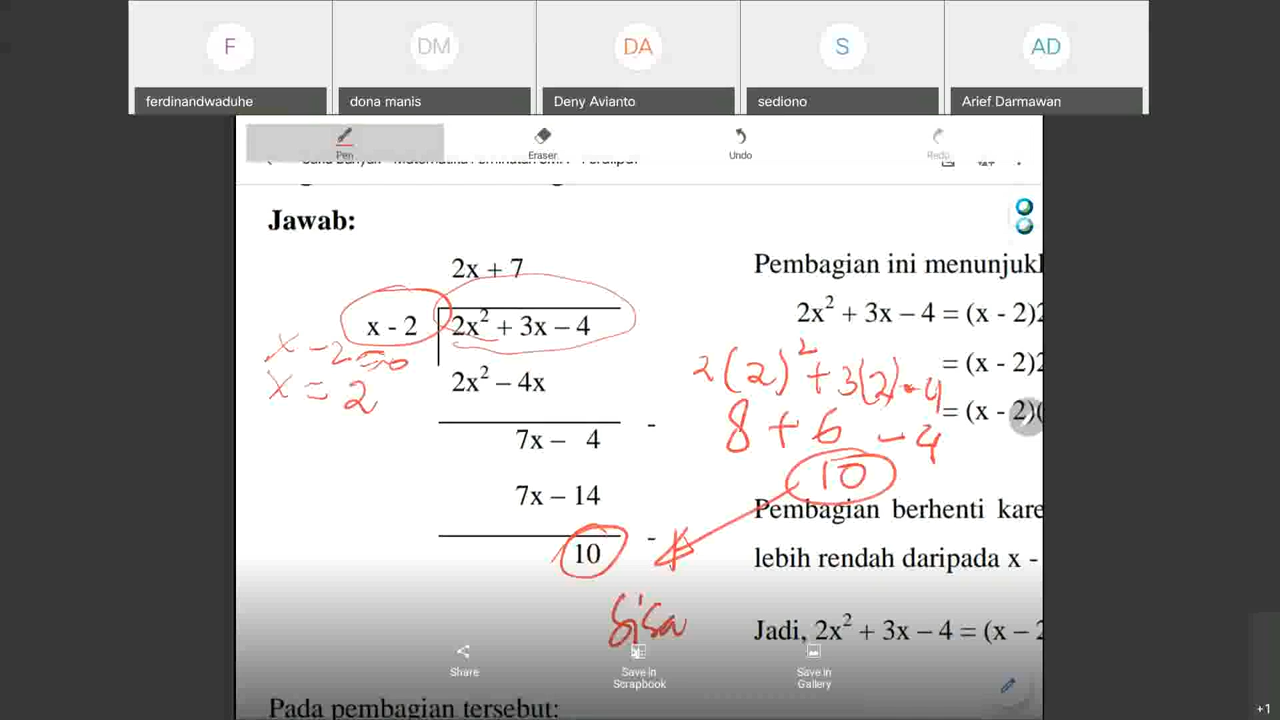 F
DM
DA
S
AD
ferdinandwaduhe
dona manis
Deny Avianto
sediono
Arief Darmawan
Pen
Eraser
Undo
Redo
Jawab:
2x + 7
x - 2
2x² + 3x – 4
x - 2 = 0
x = 2
2x² – 4x
-
7x – 4
7x – 14
-
10
sisa
Pembagian ini menunjukk
2x² + 3x – 4 = (x - 2)2
= (x - 2)2
= (x - 2)(
2(2)² + 3(2) - 4
8 + 6 - 4
10
Pembagian berhenti kare
lebih rendah daripada x -
Jadi, 2x² + 3x – 4 = (x – 2
Share
Save in
Scrapbook
Save in
Gallery
Pada pembagian tersebut:
+1